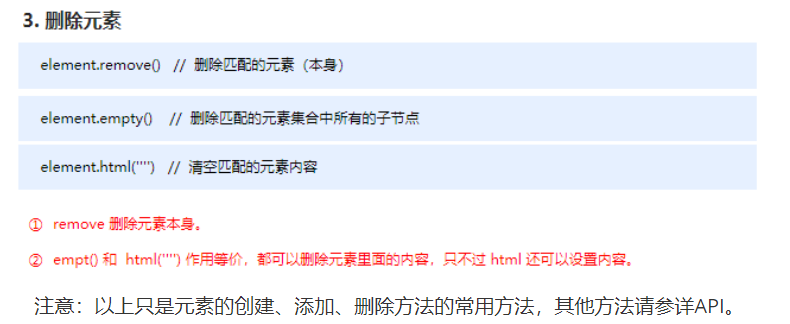 3. 删除元素
element.remove() // 删除匹配的元素（本身）
element.empty() // 删除匹配的元素集合中所有的子节点
element.html("") // 清空匹配的元素内容
① remove 删除元素本身。
② empt() 和 html("") 作用等价，都可以删除元素里面的内容，只不过 html 还可以设置内容。
注意：以上只是元素的创建、添加、删除方法的常用方法，其他方法请参详API。